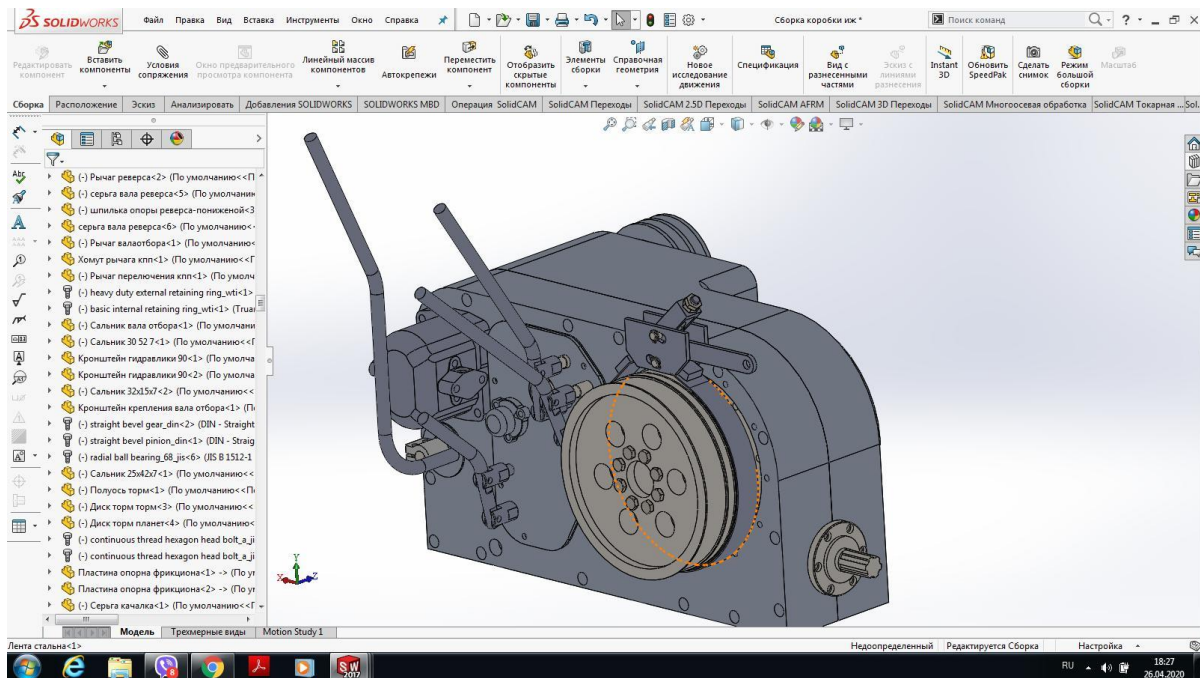 SOLIDWORKS Файл Правка Вид Вставка Инструменты Окно Справка Сборка коробки иж * Поиск команд
Редактировать компонент
Вставить компоненты
Условия сопряжения
Окно предварительного просмотра компонента
Линейный массив компонентов
Автокрепежи
Переместить компонент
Отобразить скрытые компоненты
Элементы сборки
Справочная геометрия
Новое исследование движения
Спецификация
Вид с разнесенными частями
Эскиз с линиями разнесения
Instant 3D
Обновить SpeedPak
Сделать снимок
Режим большой сборки
Масштаб
Сборка Расположение Эскиз Анализировать Добавления SOLIDWORKS SOLIDWORKS MBD Операция SolidCAM SolidCAM Переходы SolidCAM 2.5D Переходы SolidCAM AFRM SolidCAM 3D Переходы SolidCAM Многоосевая обработка SolidCAM Токарная ... Sol.
(-) Рычаг реверса<2> (По умолчанию<<П
(-) серьга вала реверса<5> (По умолчани
(-) шпилька опоры реверса-пониженой<3
серьга вала реверса<6> (По умолчанию<
(-) Рычаг валаотбора<1> (По умолчанию<
Хомут рычага кпп<1> (По умолчанию<<П
(-) Рычаг перелючения кпп<1> (По умолч
(-) heavy duty external retaining ring_wti<1>
(-) basic internal retaining ring_wti<1> (Truar
(-) Сальник вала отбора<1> (По умолчани
(-) Сальник 30 52 7<1> (По умолчанию<<П
Кронштейн гидравлики 90<1> (По умолча
Кронштейн гидравлики 90<2> (По умолча
(-) Сальник 32x15x7<2> (По умолчанию<<
Кронштейн крепления вала отбора<1> (П
(-) straight bevel gear_din<2> (DIN - Straight
(-) straight bevel pinion_din<1> (DIN - Straig
(-) radial ball bearing_68_jis<6> (JIS B 1512-1
(-) Сальник 25x42x7<1> (По умолчанию<<
(-) Полуось торм<1> (По умолчанию<<П
(-) Диск торм торм<3> (По умолчанию<<
(-) Диск торм планет<4> (По умолчанию<
(-) continuous thread hexagon head bolt_a_ji
(-) continuous thread hexagon head bolt_a_ji
Пластина опорна фрикциона<1> -> (По у
Пластина опорна фрикциона<2> -> (По у
(-) Серьга качалка<1> (По умолчанию<<П
Y
X Z
Модель Трехмерные виды Motion Study 1
Лента стальна<1> Недоопределенный Редактируется Сборка Настройка
SW 2017 RU 18:27
26.04.2020